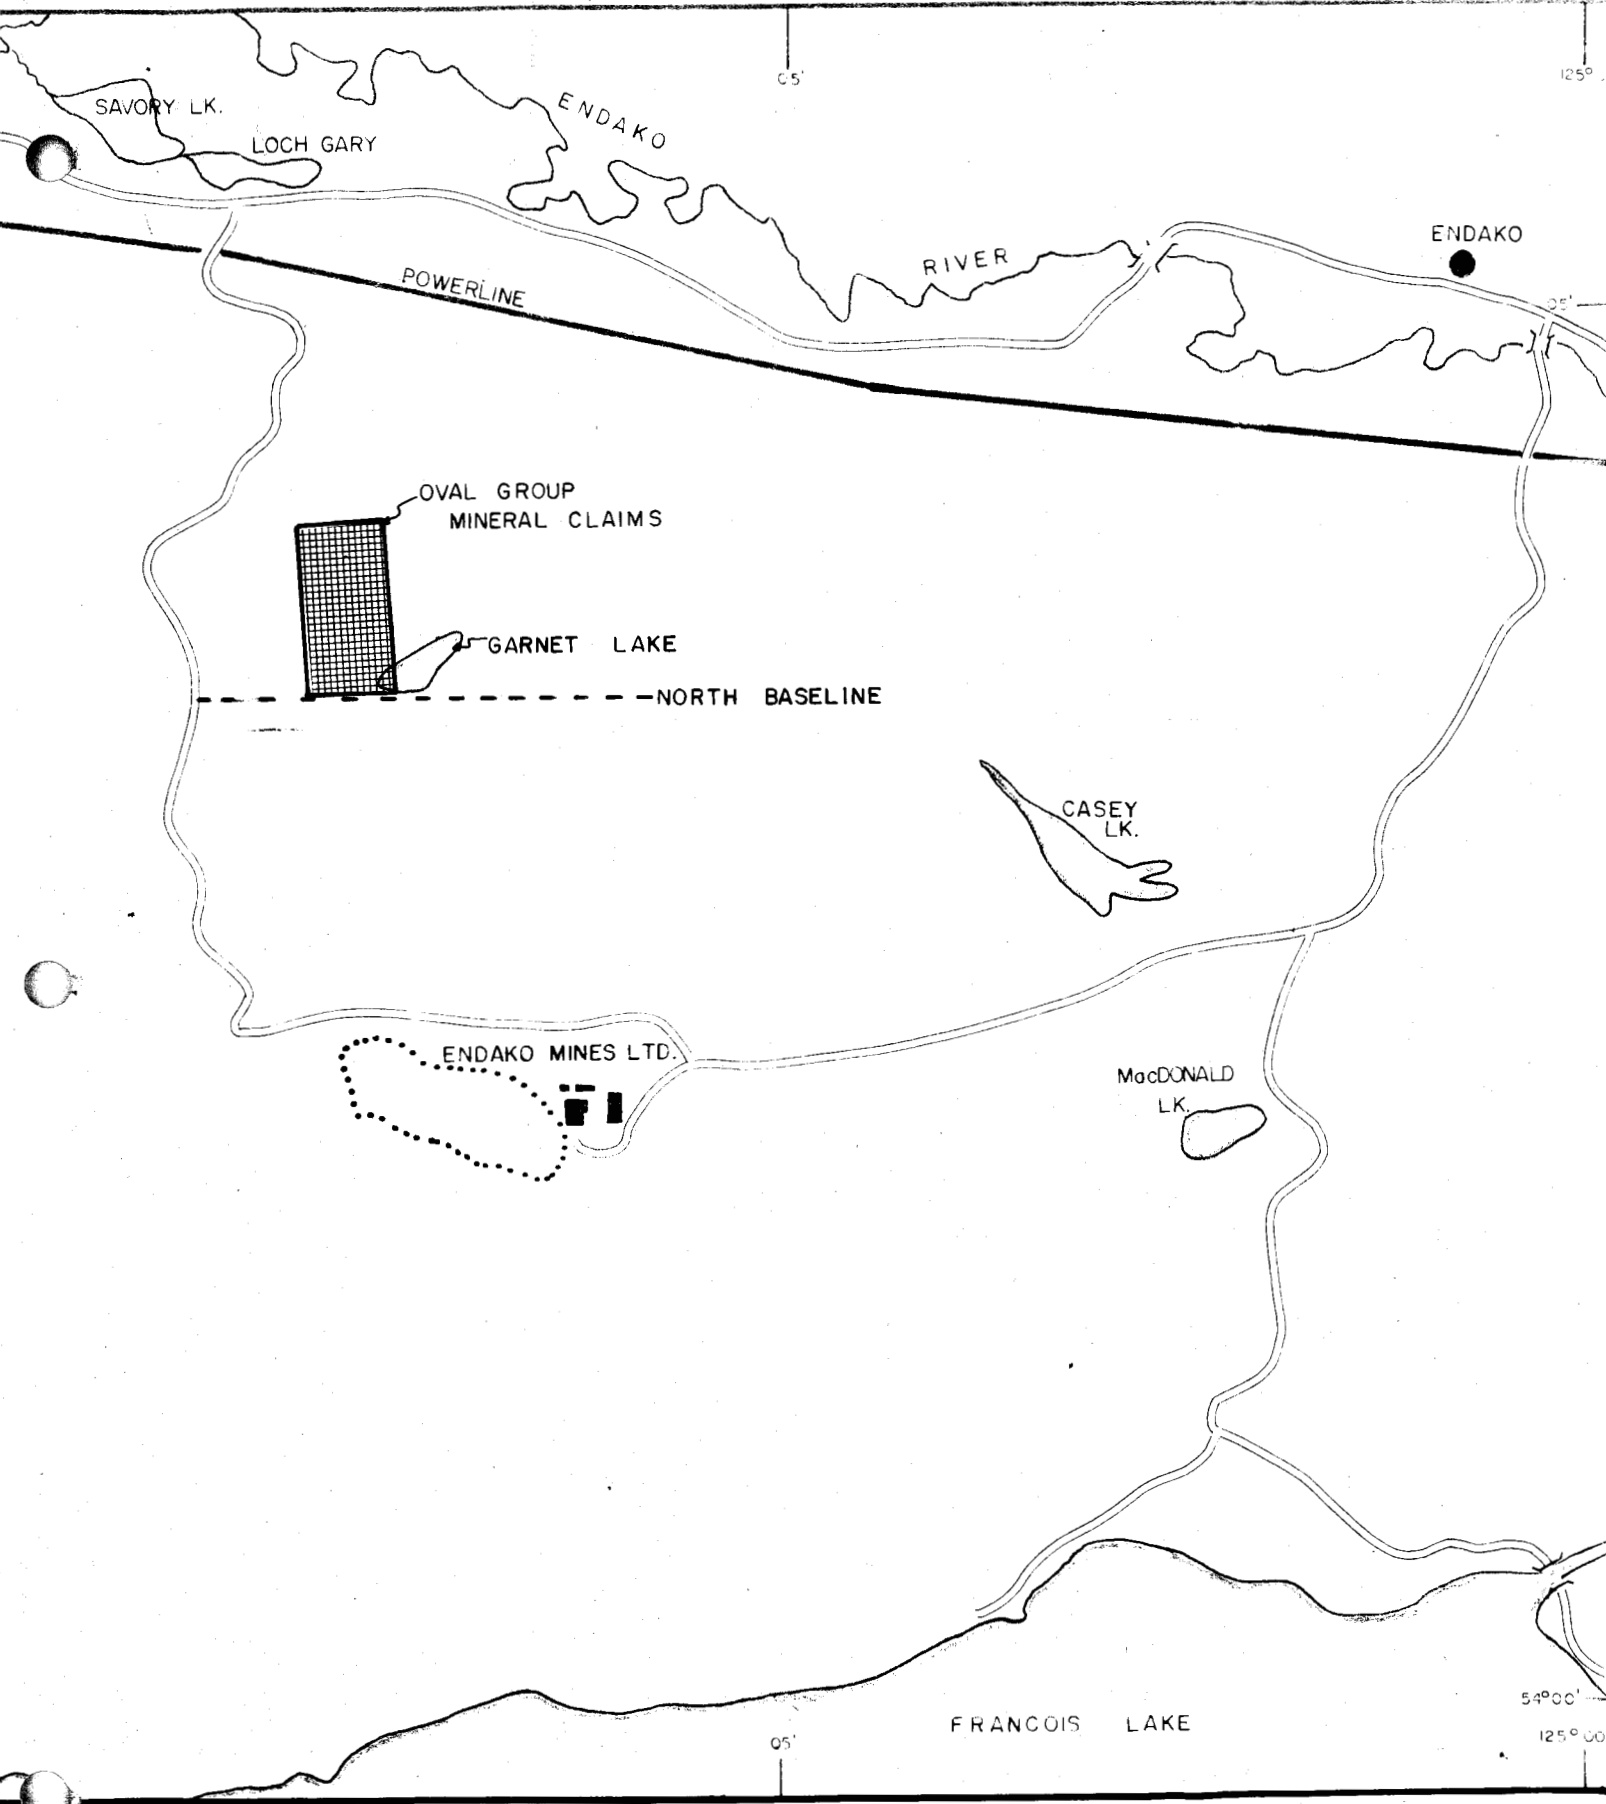 05'
125°
SAVORY LK.
ENDAKO
LOCH GARY
RIVER
ENDAKO
POWERLINE
05'
OVAL GROUP
MINERAL CLAIMS
GARNET LAKE
NORTH BASELINE
CASEY
LK.
ENDAKO MINES LTD.
MacDONALD
LK.
54°00'
FRANCOIS LAKE
05'
125°00